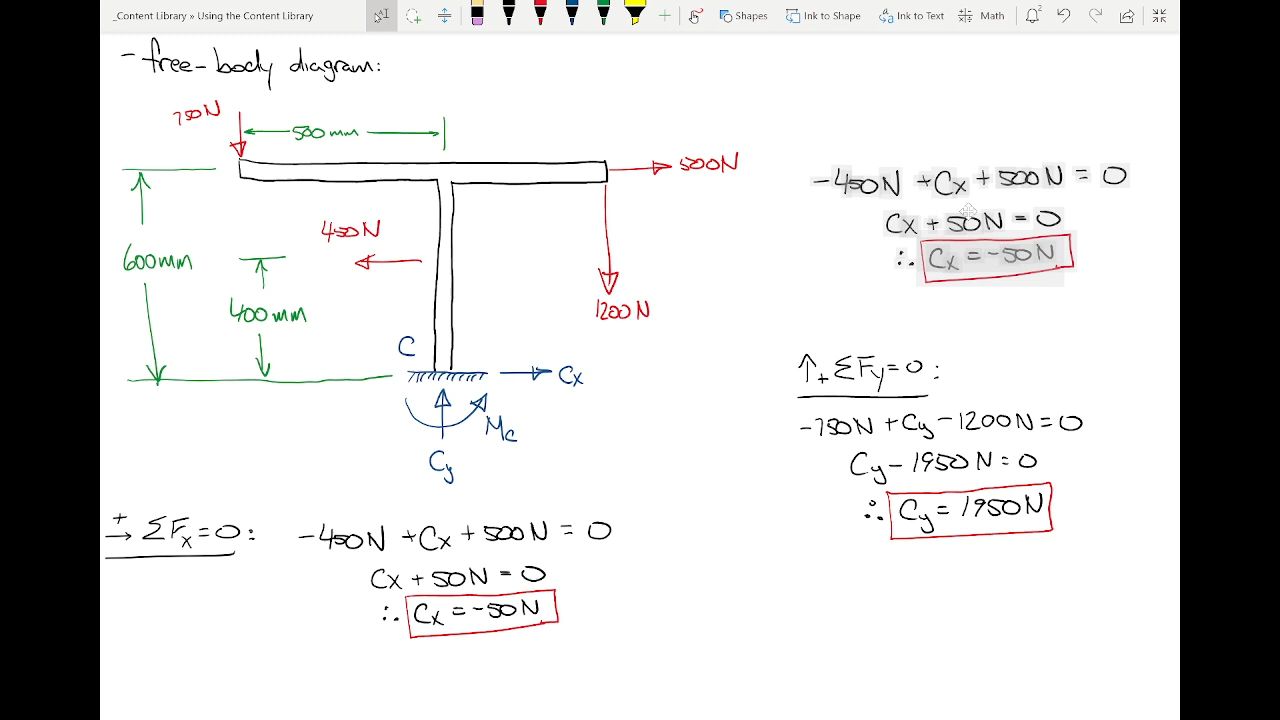 _Content Library » Using the Content Library
Shapes
Ink to Shape
Ink to Text
Math
- free-body diagram:
750N
500mm
500N
450N
600mm
400mm
1200N
C
Cx
Mc
Cy
+→ ΣFx=0:
-450N +Cx +500N = 0
Cx + 50N = 0
∴ Cx = -50N
-450N +Cx +500N = 0
Cx + 50N = 0
∴ Cx = -50N
↑+ ΣFy=0:
-750N +Cy -1200N=0
Cy - 1950N=0
∴ Cy = 1950N